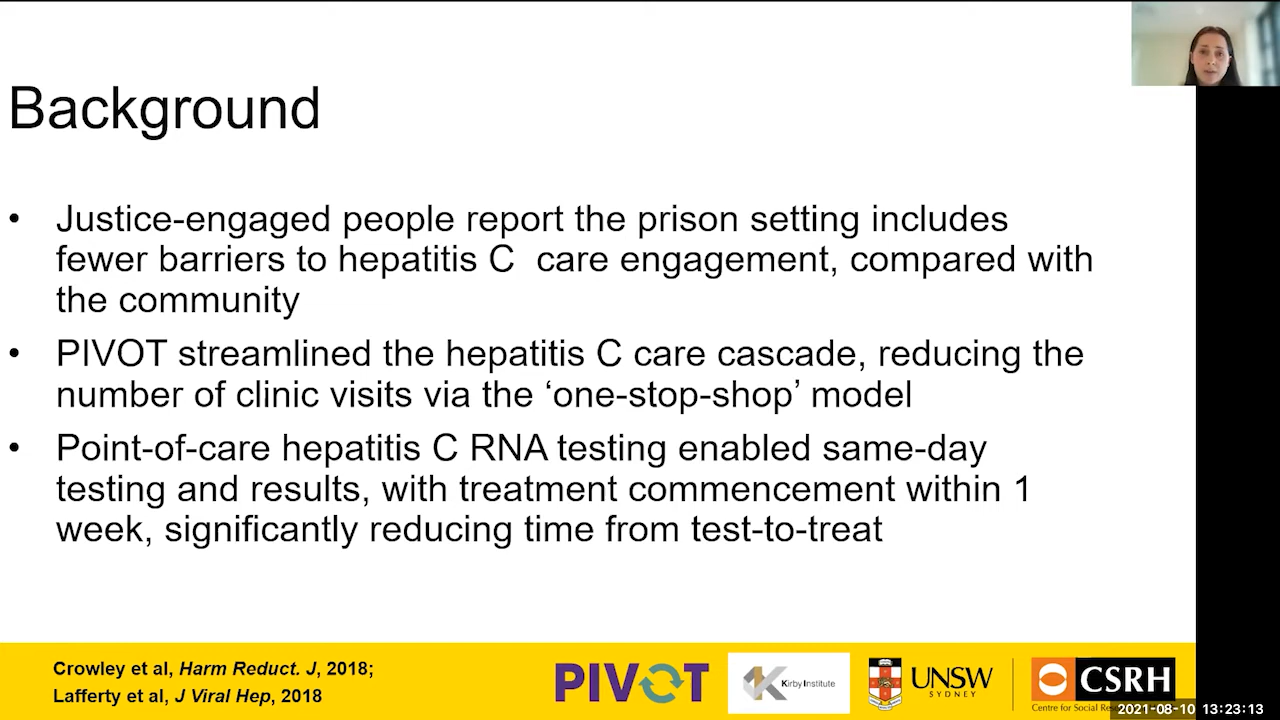 Background
• Justice-engaged people report the prison setting includes
fewer barriers to hepatitis C care engagement, compared with
the community
• PIVOT streamlined the hepatitis C care cascade, reducing the
number of clinic visits via the ‘one-stop-shop’ model
• Point-of-care hepatitis C RNA testing enabled same-day
testing and results, with treatment commencement within 1
week, significantly reducing time from test-to-treat
Crowley et al, Harm Reduct. J, 2018;
Lafferty et al, J Viral Hep, 2018
PIVOT
Kirby Institute
UNSW
SYDNEY
CSRH
Centre for Social
2021-08-10 13:23:13